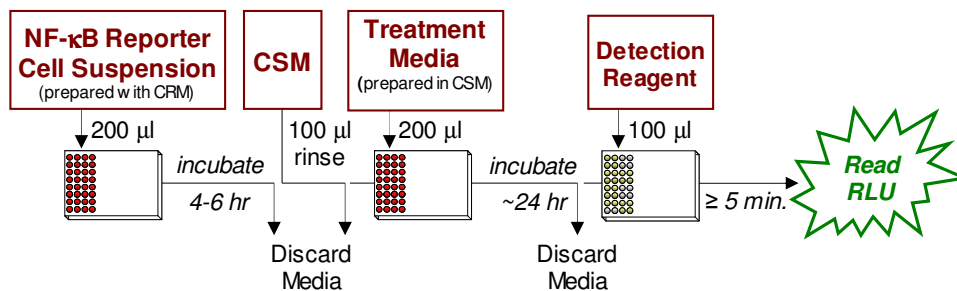 NF-κB Reporter
Cell Suspension
(prepared with CRM)
CSM
Treatment
Media
(prepared in CSM)
Detection
Reagent
200 µl
100 µl
rinse
200 µl
100 µl
incubate
4-6 hr
incubate
~24 hr
≥ 5 min.
Read
RLU
Discard
Media
Discard
Media